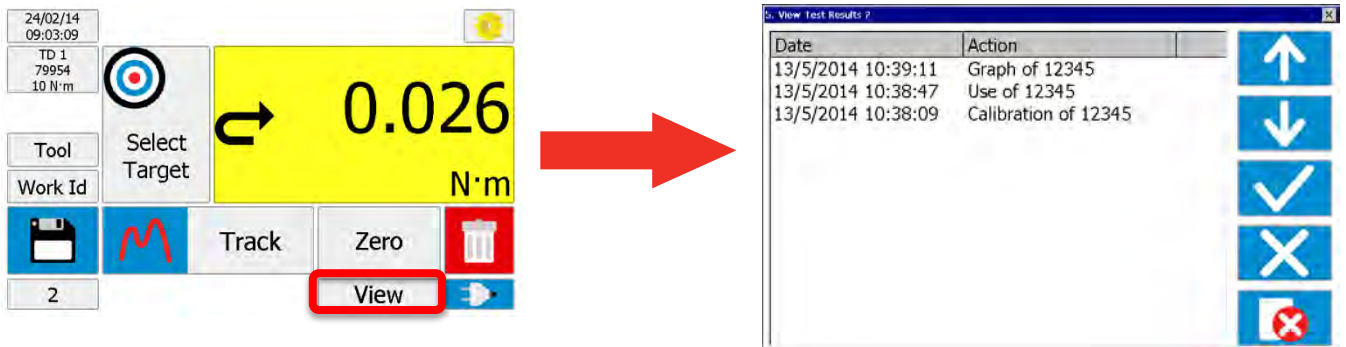 24/02/14
09:03:09
TD 1
79954
10 N·m
Tool
Work Id
Select
Target
0.026
N·m
Track
Zero
2
View
5. View Test Results ?
Date Action
13/5/2014 10:39:11 Graph of 12345
13/5/2014 10:38:47 Use of 12345
13/5/2014 10:38:09 Calibration of 12345